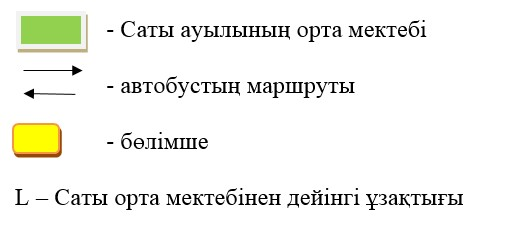 - Саты ауылының орта мектебі
- автобустың маршруты
- бөлімше
L – Саты орта мектебінен дейінгі ұзақтығы